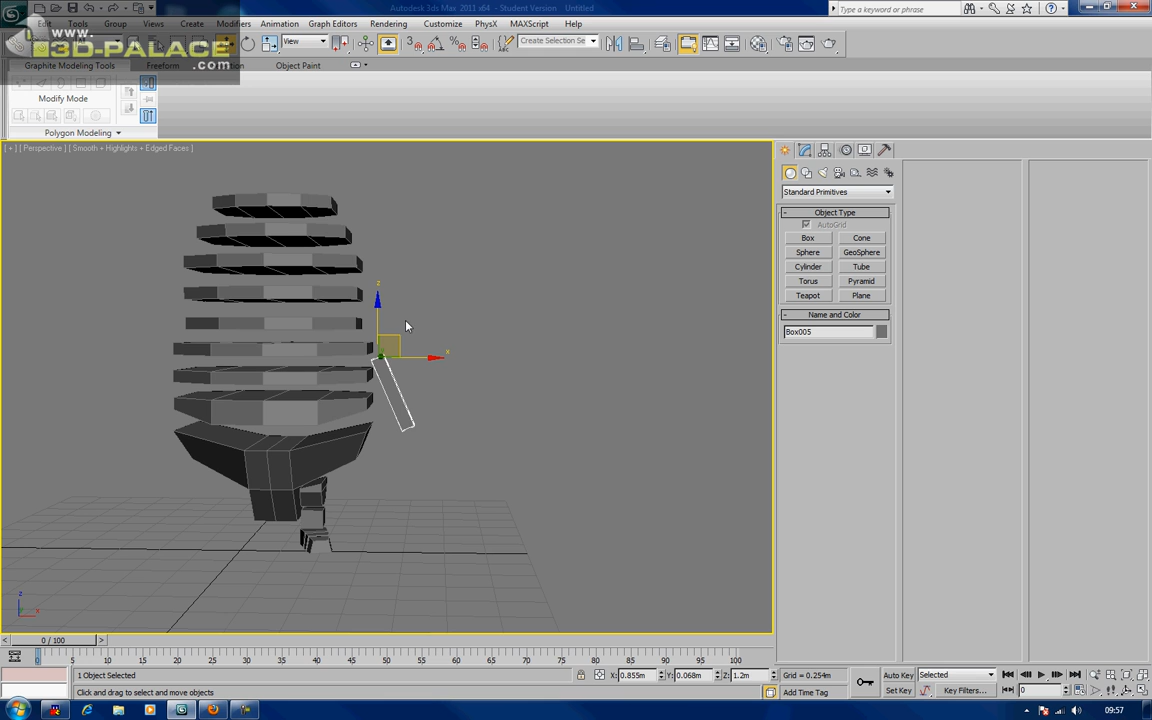 Autodesk 3ds Max 2011 x64 - Student Version Untitled
Type a keyword or phrase
Edit Tools Group Views Create Modifiers Animation Graph Editors Rendering Customize PhysX MAXScript Help
www.
3D-PALACE
.com
View
Create Selection Se
Graphite Modeling Tools Freeform Object Paint
Modify Mode
Polygon Modeling
[ + ] [ Perspective ] [ Smooth + Highlights + Edged Faces ]
Standard Primitives
- Object Type
AutoGrid
Box Cone
Sphere GeoSphere
Cylinder Tube
Torus Pyramid
Teapot Plane
- Name and Color
Box005
z
x
z
x
< 0 / 100 >
0 5 10 15 20 25 30 35 40 45 50 55 60 65 70 75 80 85 90 95 100
1 Object Selected X: 0.855m Y: 0.068m Z: 1.2m Grid = 0.254m Auto Key Selected
Click and drag to select and move objects Add Time Tag Set Key Key Filters... 0
09:57